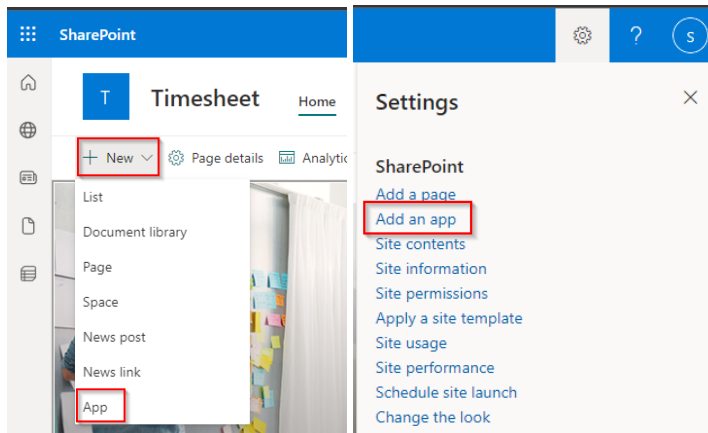 SharePoint
T
Timesheet
Home
New
Page details
Analytic
List
Document library
Page
Space
News post
News link
App
?
S
Settings
SharePoint
Add a page
Add an app
Site contents
Site information
Site permissions
Apply a site template
Site usage
Site performance
Schedule site launch
Change the look